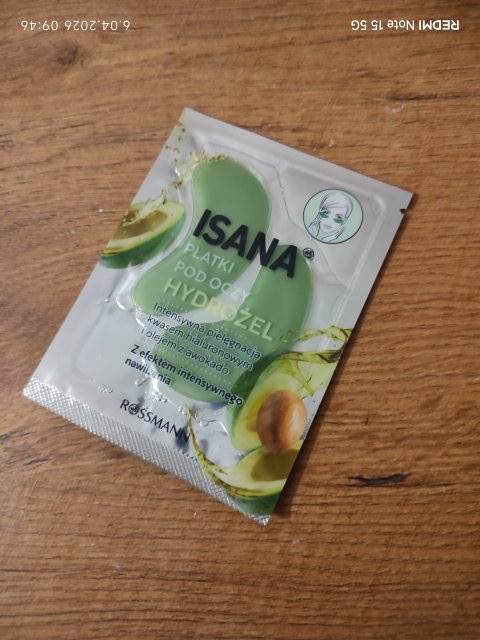 REDMI Note 15 5G
6.04.2026 09:46
ISANA
PŁATKI
POD OCZY
HYDROŻEL
Intensywna pielęgnacja
kwasem hialuronowym
i olejem z awokado
Z efektem intensywnego
nawilżenia
ROSSMANN